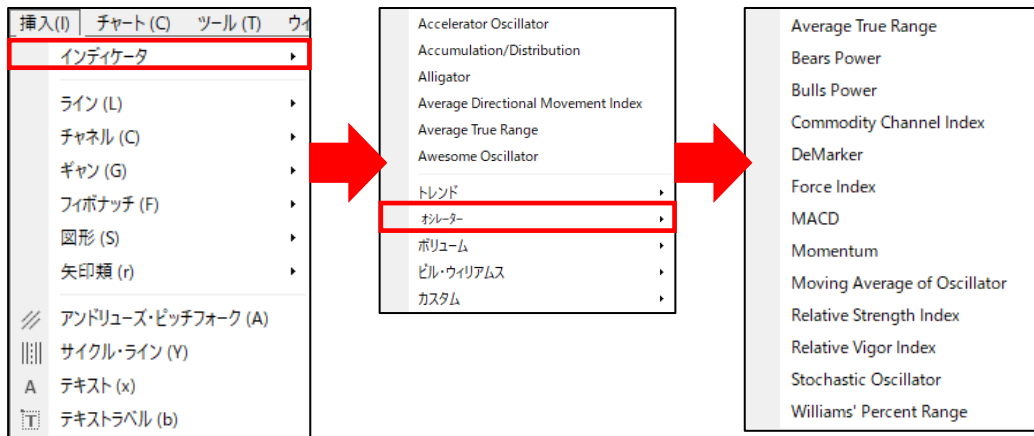 挿入(I) チャート (C) ツール (T) ウィ
インディケータ
ライン (L)
チャネル (C)
ギャン (G)
フィボナッチ (F)
図形 (S)
矢印類 (r)
アンドリューズ・ピッチフォーク (A)
サイクル・ライン (Y)
A テキスト (x)
T テキストラベル (b)
Accelerator Oscillator
Accumulation/Distribution
Alligator
Average Directional Movement Index
Average True Range
Awesome Oscillator
トレンド
オシレーター
ボリューム
ビル・ウィリアムス
カスタム
Average True Range
Bears Power
Bulls Power
Commodity Channel Index
DeMarker
Force Index
MACD
Momentum
Moving Average of Oscillator
Relative Strength Index
Relative Vigor Index
Stochastic Oscillator
Williams' Percent Range